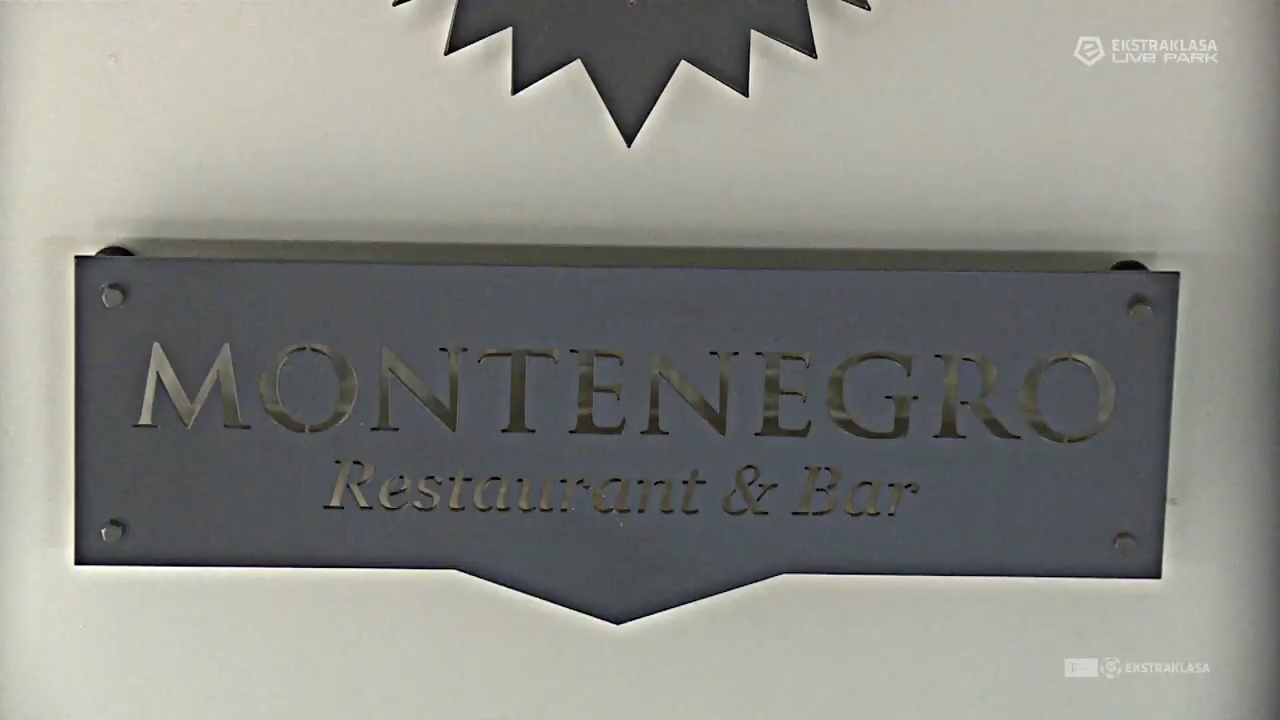 EKSTRAKLASA
LIVE PARK
MONTENEGRO
Restaurant & Bar
EKSTRAKLASA